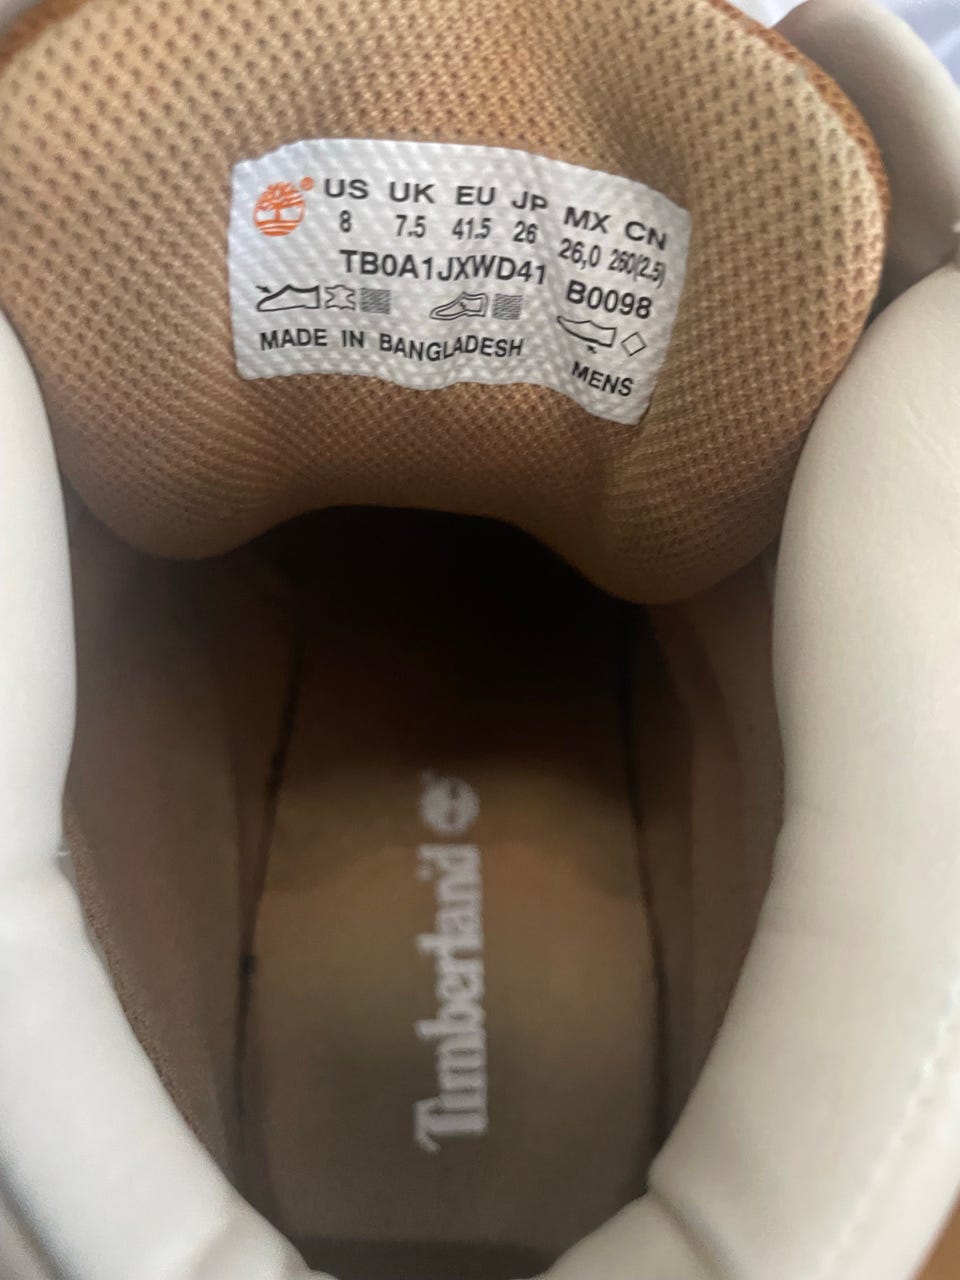 US UK EU JP MX CN
8 7.5 41.5 26 26,0 260(2.5)
TB0A1JXWD41 B0098
MADE IN BANGLADESH MENS
Timberland